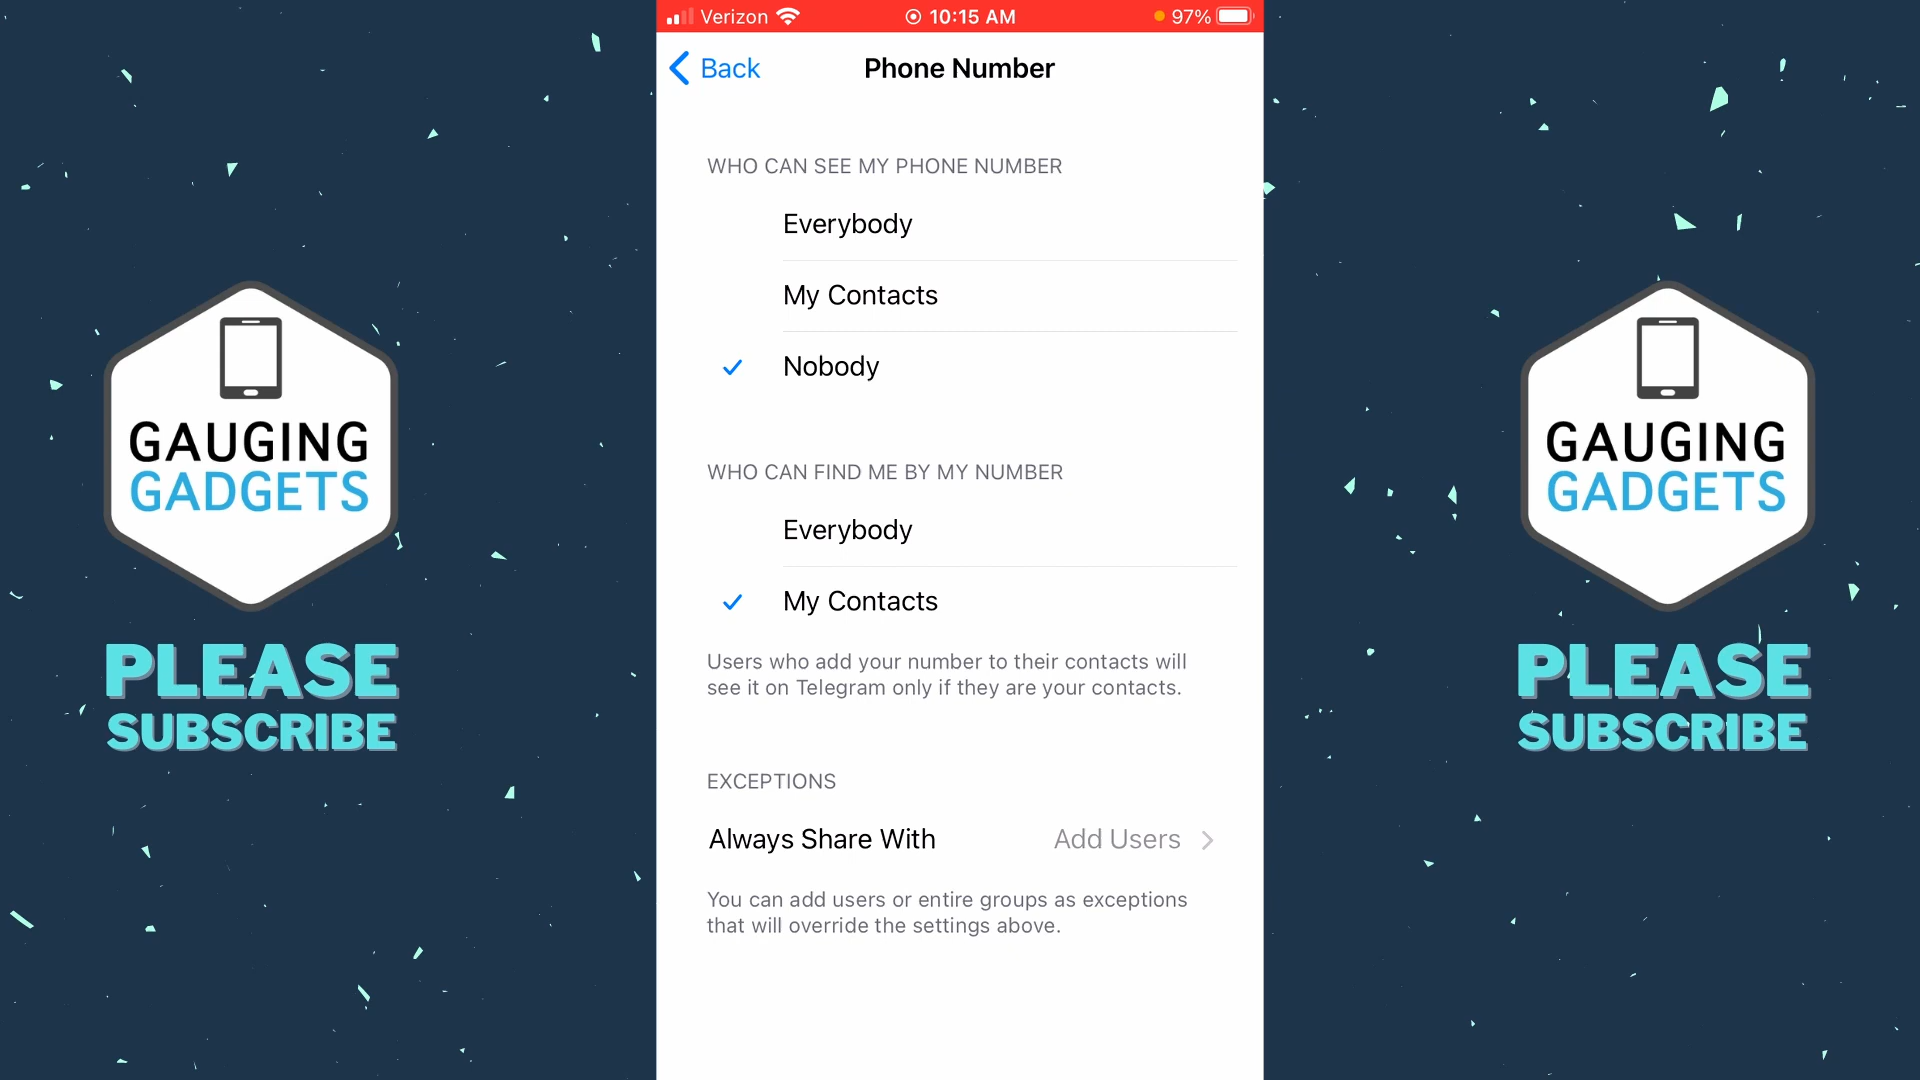 Verizon 10:15 AM 97%
Back Phone Number
WHO CAN SEE MY PHONE NUMBER
Everybody
My Contacts
Nobody
WHO CAN FIND ME BY MY NUMBER
Everybody
My Contacts
Users who add your number to their contacts will
see it on Telegram only if they are your contacts.
EXCEPTIONS
Always Share With Add Users
You can add users or entire groups as exceptions
that will override the settings above.
GAUGING
GADGETS
PLEASE
SUBSCRIBE
GAUGING
GADGETS
PLEASE
SUBSCRIBE